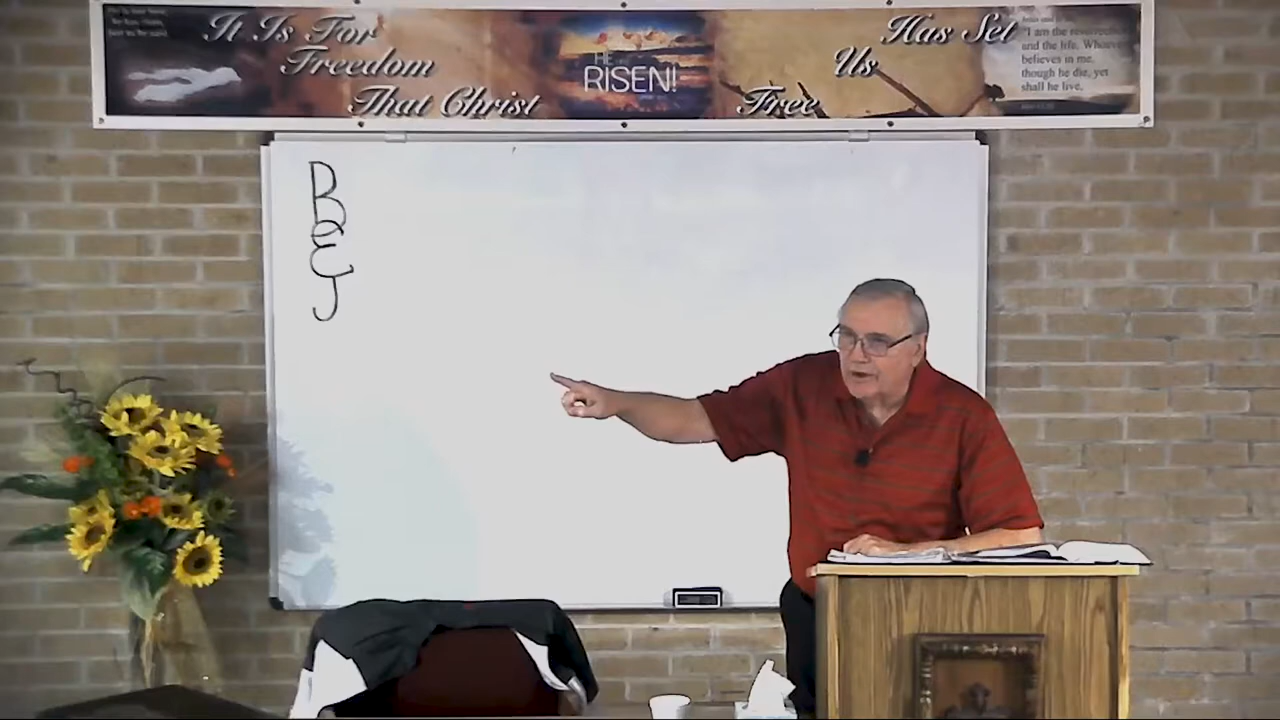 It Is For
Freedom
That Christ
HE
RISEN!
Has Set
Us
Free
"I am the resurrection
and the life. Whoever
believes in me,
though he die, yet
shall he live.